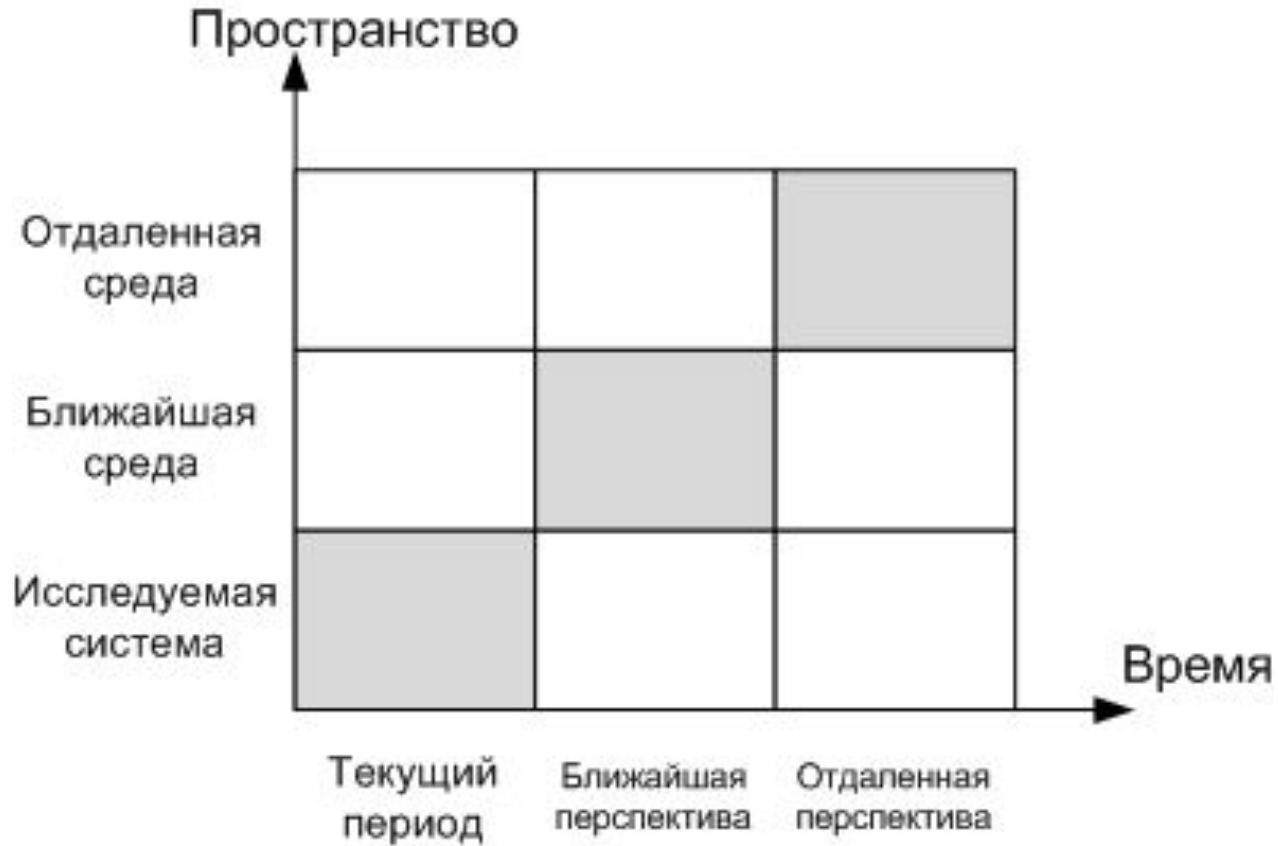 Пространство
Отдаленная
среда
Ближайшая
среда
Исследуемая
система
Время
Текущий
период
Ближайшая
перспектива
Отдаленная
перспектива